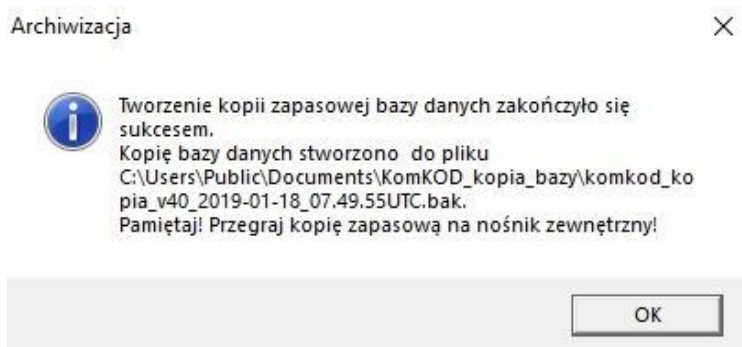 Archiwizacja
Tworzenie kopii zapasowej bazy danych zakończyło się
sukcesem.
Kopię bazy danych stworzono  do pliku
C:\Users\Public\Documents\KomKOD_kopia_bazy\komkod_ko
pia_v40_2019-01-18_07.49.55UTC.bak.
Pamiętaj! Przegraj kopię zapasową na nośnik zewnętrzny!
OK